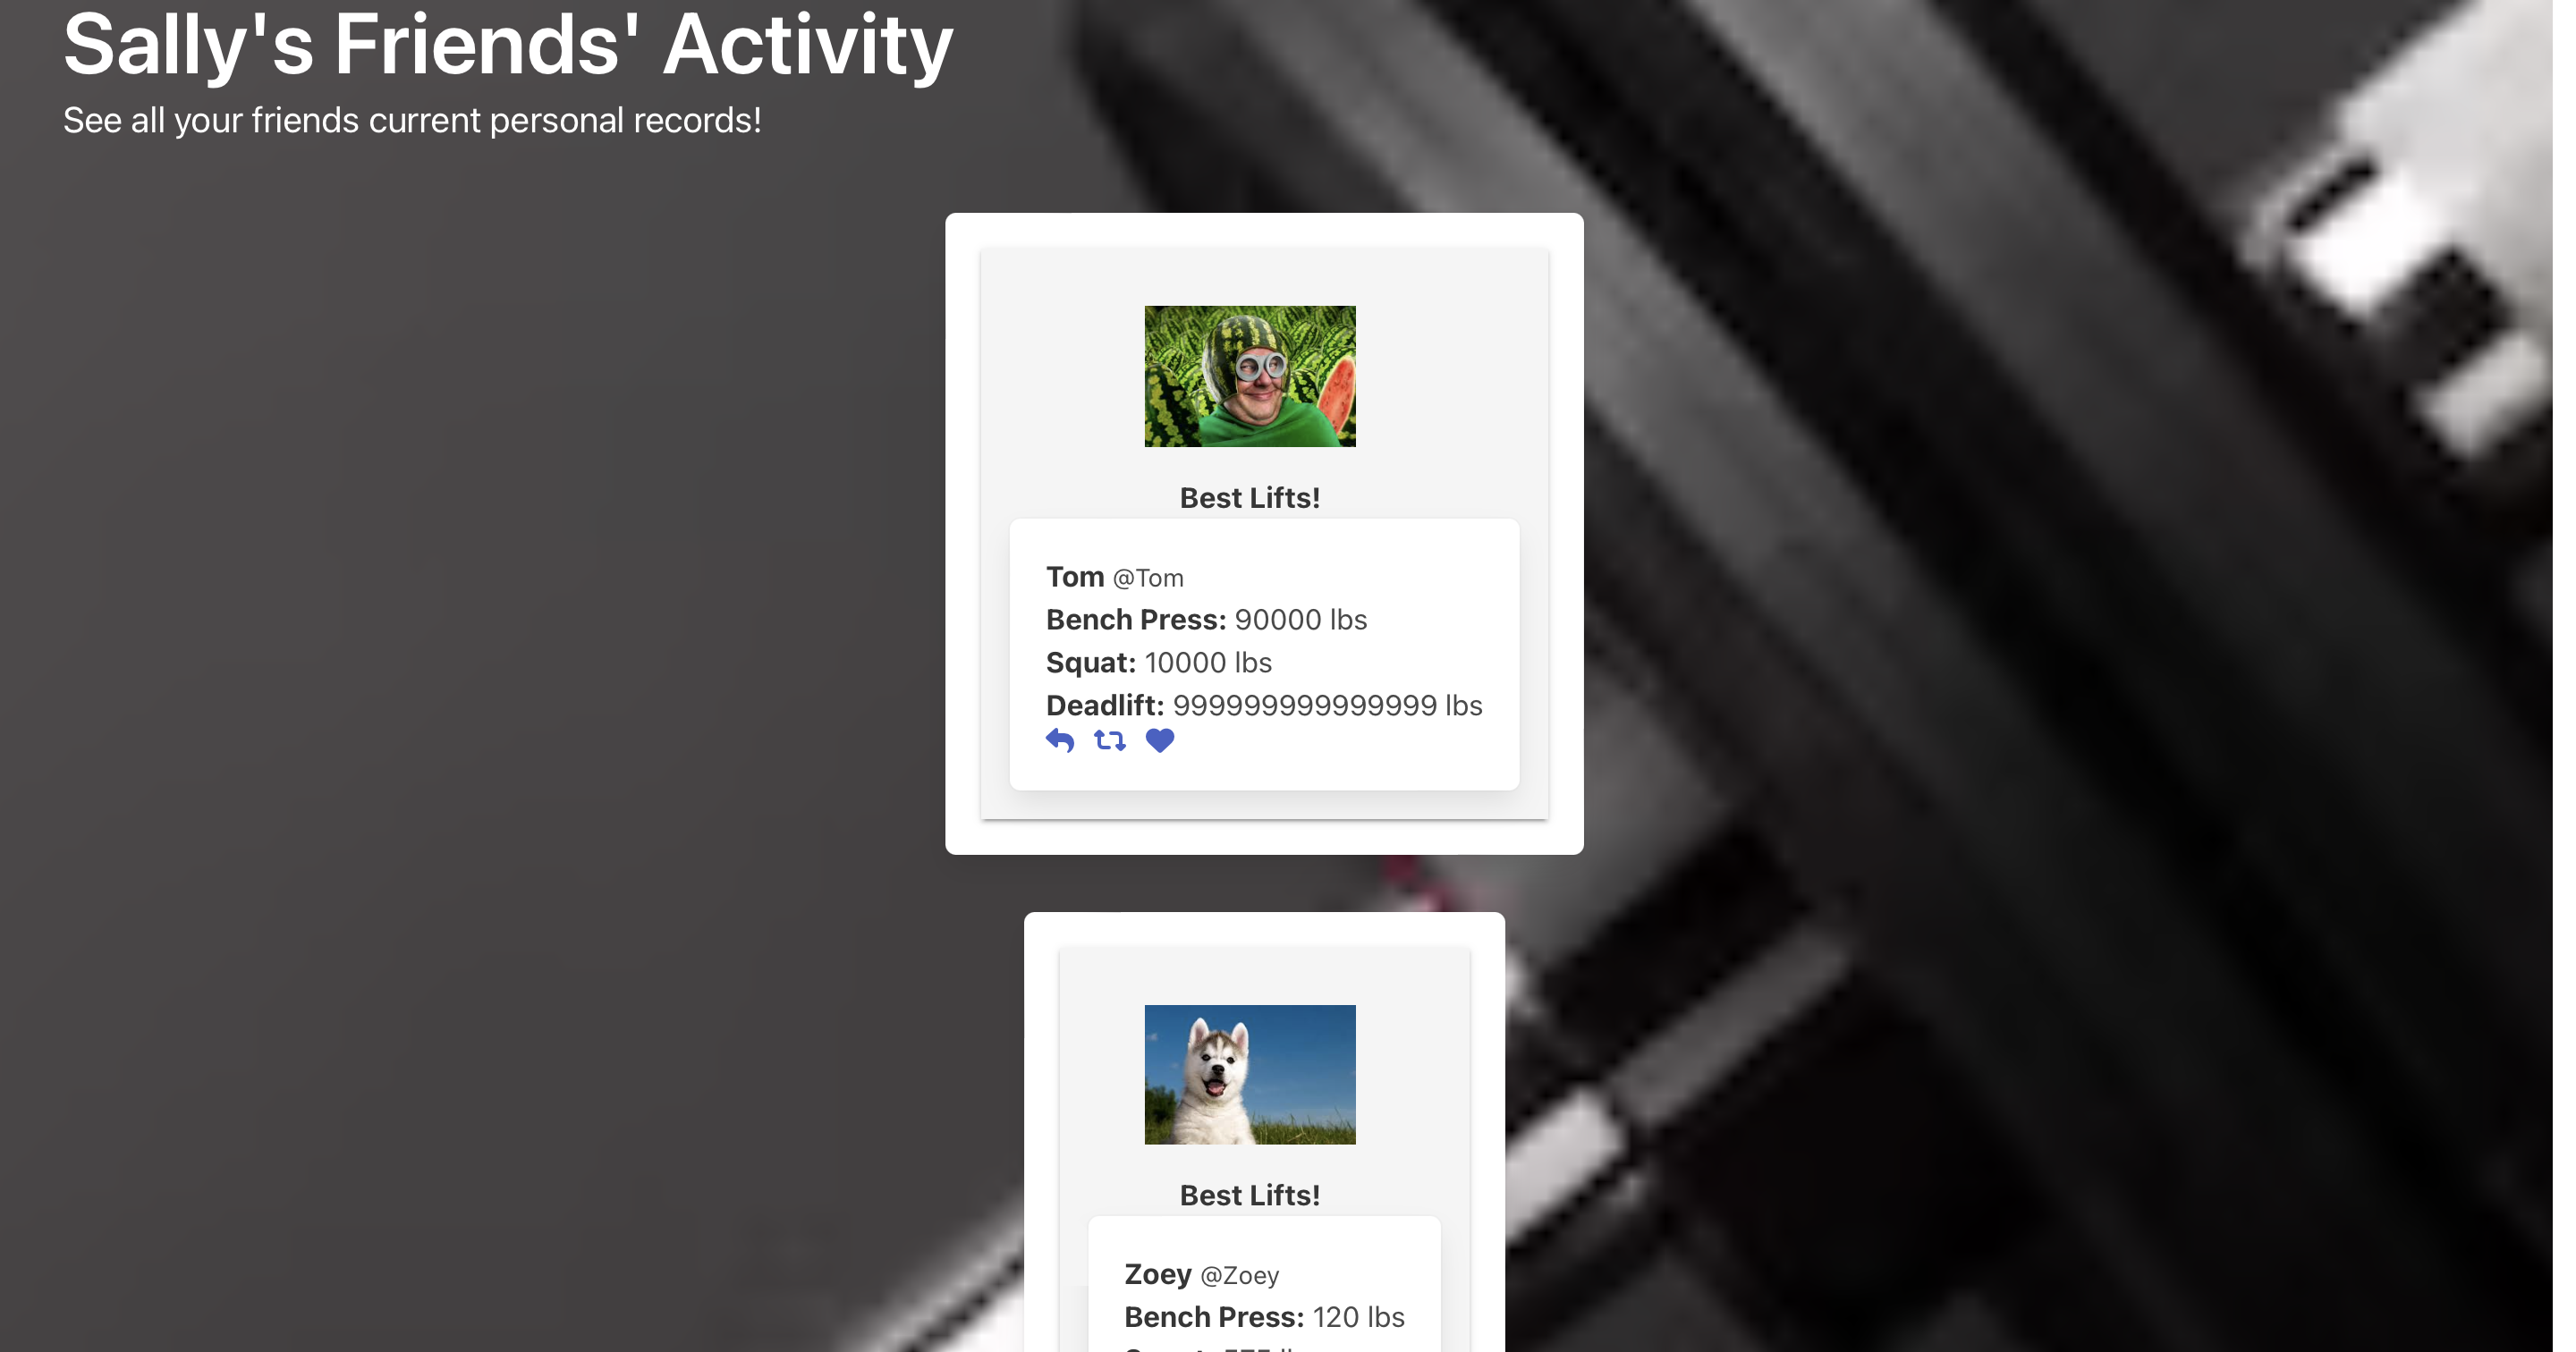 Sally's Friends' Activity
See all your friends current personal records!
Best Lifts!
Tom @Tom
Bench Press: 90000 lbs
Squat: 10000 lbs
Deadlift: 999999999999999 lbs
Best Lifts!
Zoey @Zoey
Bench Press: 120 lbs